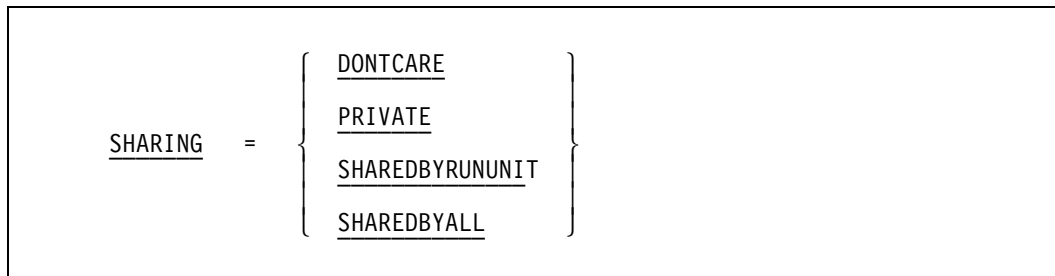 DONTCARE
PRIVATE
SHARING = SHAREDBYRUNUNIT
SHAREDBYALL